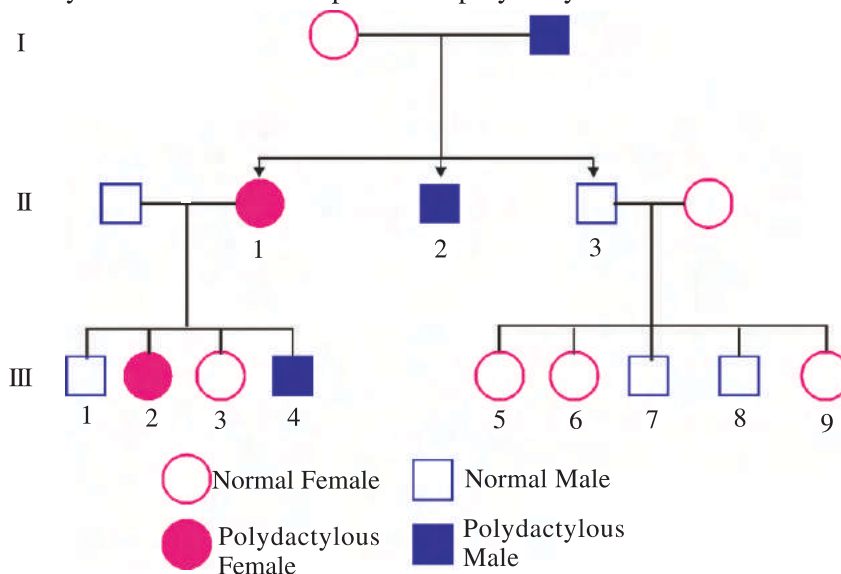 I
II
1 2 3
III
1 2 3 4 5 6 7 8 9
Normal Female Normal Male
Polydactylous Female
Polydactylous Male